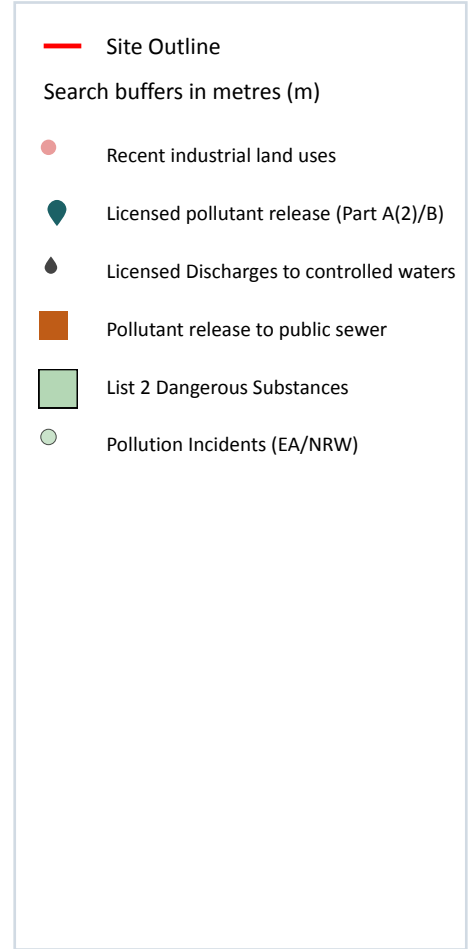 Site Outline
Search buffers in metres (m)
Recent industrial land uses
Licensed pollutant release (Part A(2)/B)
Licensed Discharges to controlled waters
Pollutant release to public sewer
List 2 Dangerous Substances
Pollution Incidents (EA/NRW)